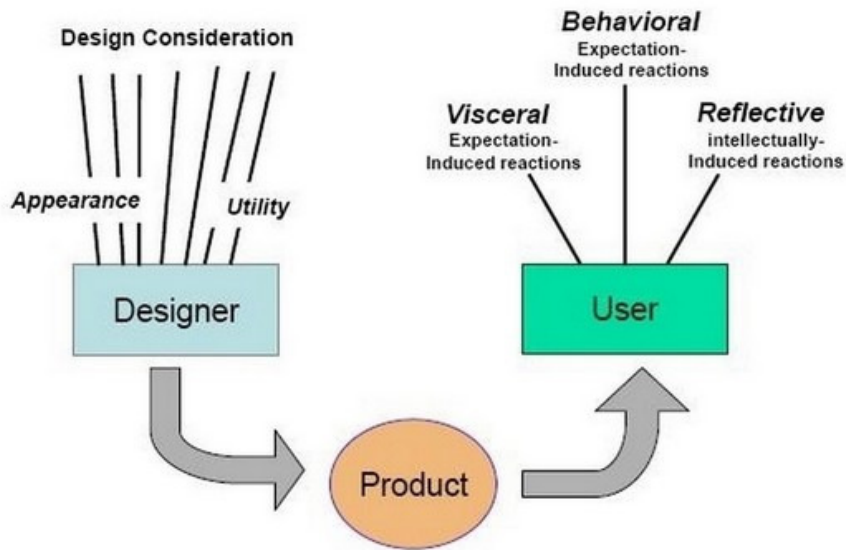 Design Consideration
Appearance
Utility
Designer
Behavioral
Expectation-
Induced reactions
Visceral
Expectation-
Induced reactions
Reflective
intellectually-
Induced reactions
User
Product